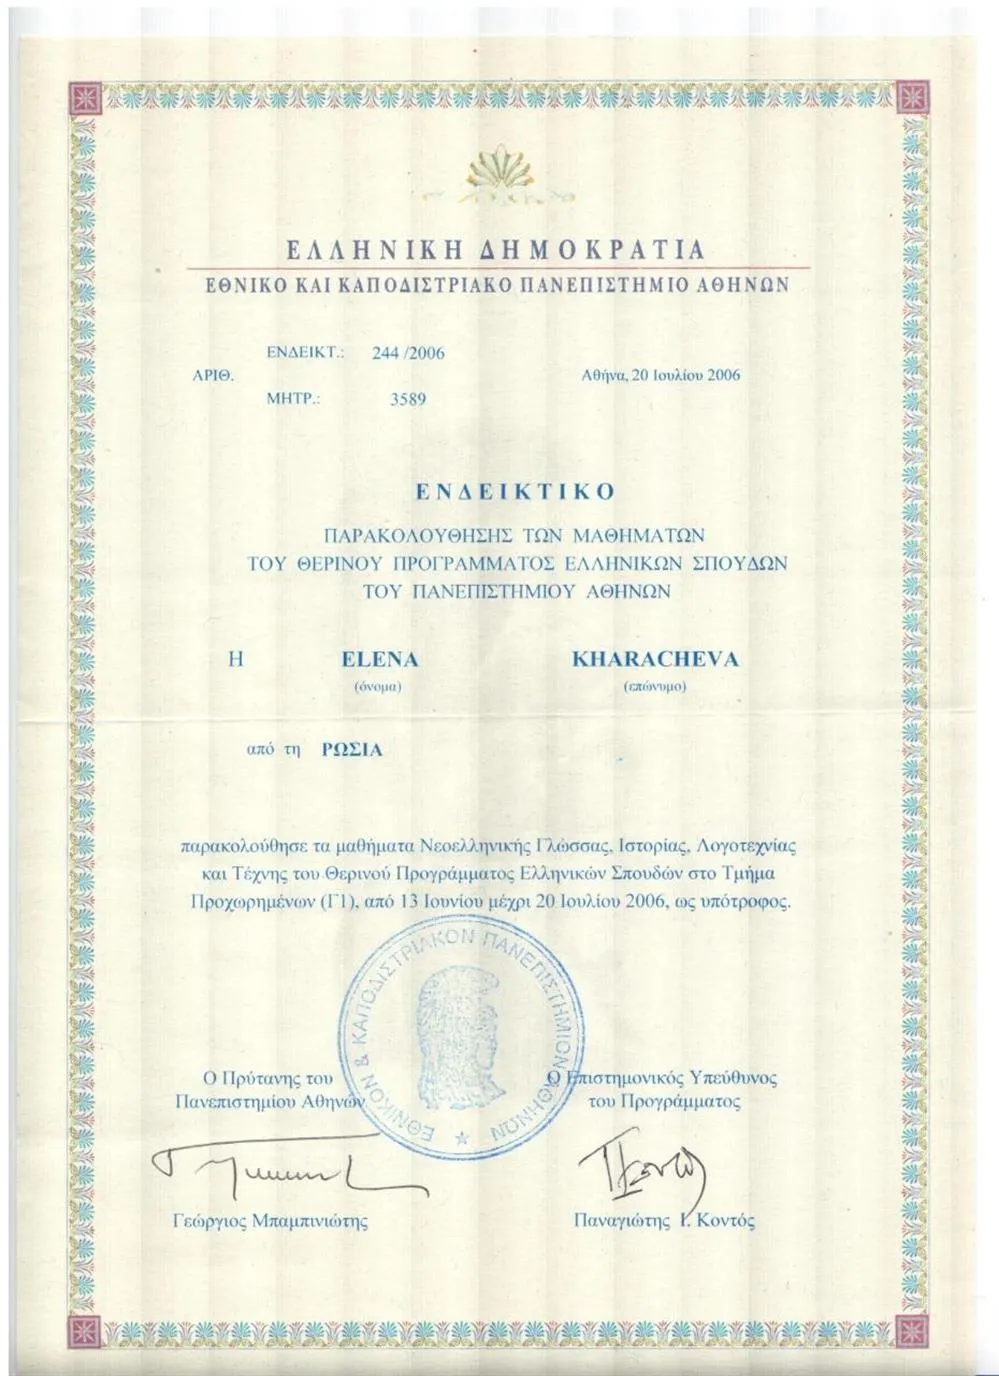 ΕΛΛΗΝΙΚΗ ΔΗΜΟΚΡΑΤΙΑ
ΕΘΝΙΚΟ ΚΑΙ ΚΑΠΟΔΙΣΤΡΙΑΚΟ ΠΑΝΕΠΙΣΤΗΜΙΟ ΑΘΗΝΩΝ
ΕΝΔΕΙΚΤ.: 244 /2006
ΑΡΙΘ.
Αθήνα, 20 Ιουλίου 2006
ΜΗΤΡ.: 3589
ΕΝΔΕΙΚΤΙΚΟ
ΠΑΡΑΚΟΛΟΥΘΗΣΗΣ ΤΩΝ ΜΑΘΗΜΑΤΩΝ
ΤΟΥ ΘΕΡΙΝΟΥ ΠΡΟΓΡΑΜΜΑΤΟΣ ΕΛΛΗΝΙΚΩΝ ΣΠΟΥΔΩΝ
ΤΟΥ ΠΑΝΕΠΙΣΤΗΜΙΟΥ ΑΘΗΝΩΝ
Η ELENA KHARACHEVA
(όνομα) (επώνυμο)
από τη ΡΩΣΙΑ
παρακολούθησε τα μαθήματα Νεοελληνικής Γλώσσας, Ιστορίας, Λογοτεχνίας
και Τέχνης του Θερινού Προγράμματος Ελληνικών Σπουδών στο Τμήμα
Προχωρημένων (Γ1), από 13 Ιουνίου μέχρι 20 Ιουλίου 2006, ως υπότροφος.
ΕΘΝΙΚΟΝ & ΚΑΠΟΔΙΣΤΡΙΑΚΟΝ ΠΑΝΕΠΙΣΤΗΜΙΟΝ ΑΘΗΝΩΝ
Ο Πρύτανης του
Πανεπιστημίου Αθηνών
Ο Επιστημονικός Υπεύθυνος
του Προγράμματος
Γεώργιος Μπαμπινιώτης
Παναγιώτης Ι. Κοντός